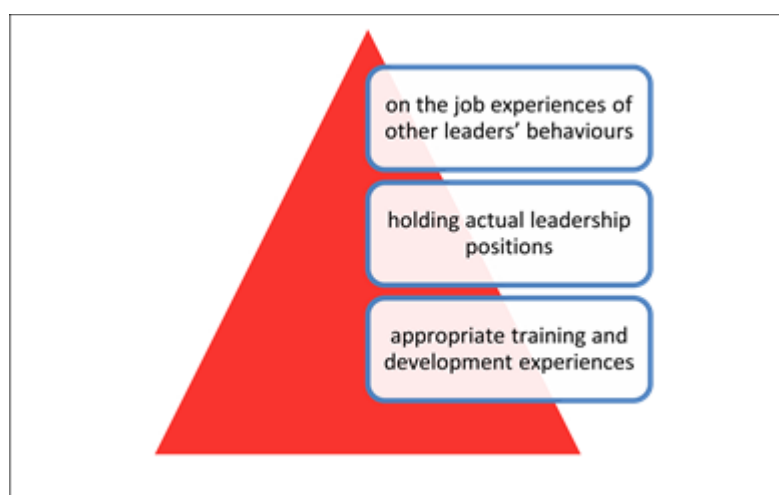 on the job experiences of
other leaders’ behaviours
holding actual leadership
positions
appropriate training and
development experiences